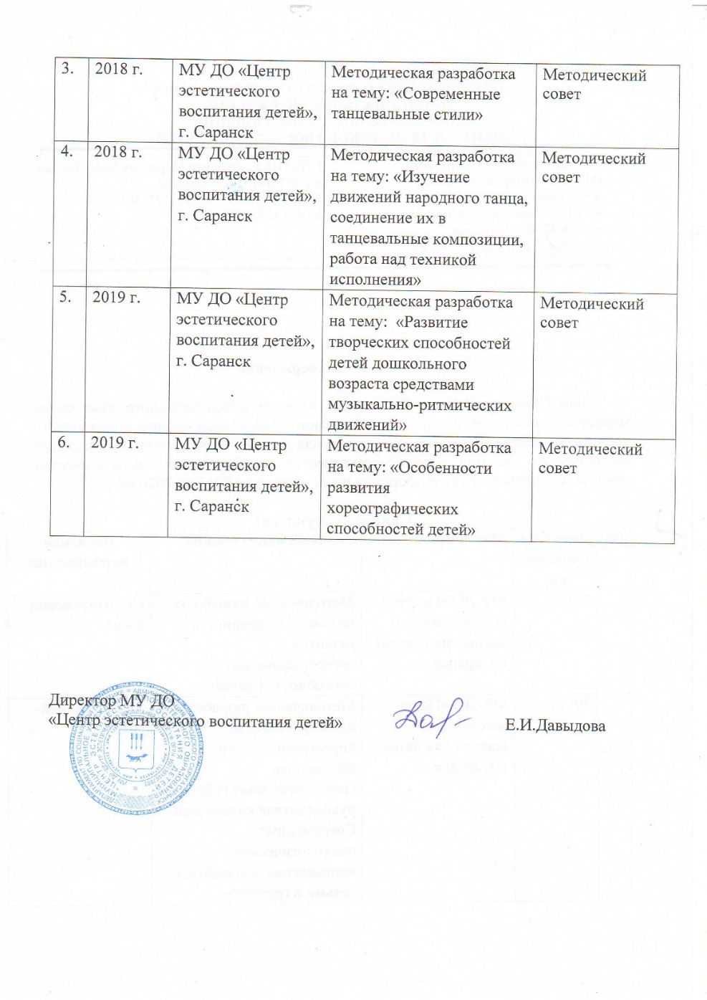 3. 2018 г. МУ ДО «Центр Методическая разработка Методический
эстетического на тему: «Современные совет
воспитания детей», танцевальные стили»
г. Саранск
4. 2018 г. МУ ДО «Центр Методическая разработка Методический
эстетического на тему: «Изучение совет
воспитания детей», движений народного танца,
г. Саранск соединение их в
танцевальные композиции,
работа над техникой
исполнения»
5. 2019 г. МУ ДО «Центр Методическая разработка Методический
эстетического на тему: «Развитие совет
воспитания детей», творческих способностей
г. Саранск детей дошкольного
возраста средствами
музыкально-ритмических
движений»
6. 2019 г. МУ ДО «Центр Методическая разработка Методический
эстетического на тему: «Особенности совет
воспитания детей», развития
г. Саранск хореографических
способностей детей»
Директор МУ ДО
«Центр эстетического воспитания детей» Е.И.Давыдова